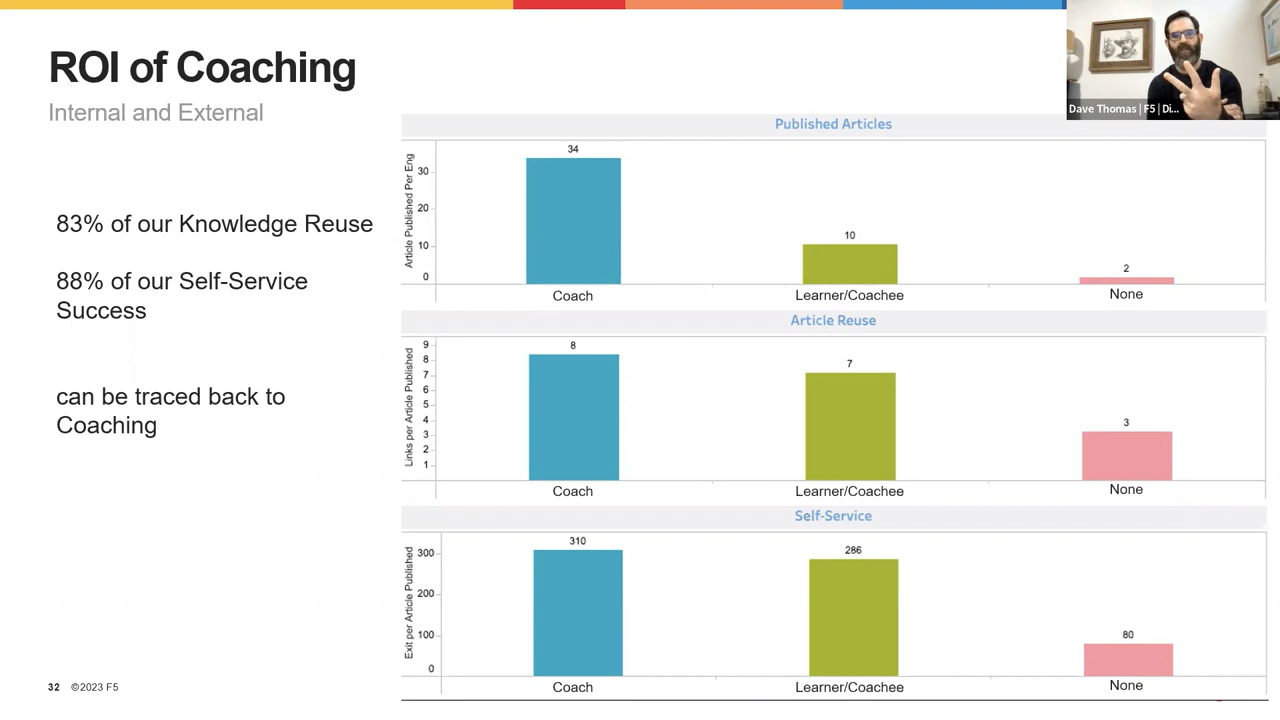 ROI of Coaching
Internal and External
Dave Thomas | F5 | Di...
83% of our Knowledge Reuse
88% of our Self-Service
Success
can be traced back to
Coaching
Published Articles
Article Published Per Eng
30
20
10
0
34
10
2
Coach
Learner/Coachee
None
Article Reuse
Links per Article Published
9
8
7
6
5
4
3
2
1
8
7
3
Coach
Learner/Coachee
None
Self-Service
Exit per Article Published
300
200
100
0
310
286
80
Coach
Learner/Coachee
None
32 ©2023 F5